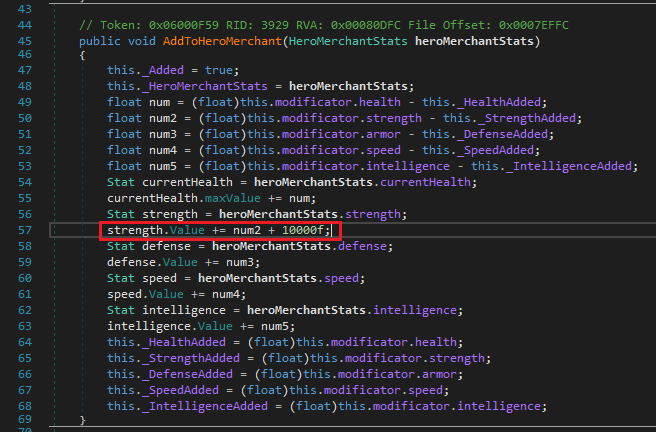 43
44 // Token: 0x06000F59 RID: 3929 RVA: 0x00080DFC File Offset: 0x0007EFFC
45 public void AddToHeroMerchant(HeroMerchantStats heroMerchantStats)
46 {
47 this._Added = true;
48 this._HeroMerchantStats = heroMerchantStats;
49 float num = (float)this.modificator.health - this._HealthAdded;
50 float num2 = (float)this.modificator.strength - this._StrengthAdded;
51 float num3 = (float)this.modificator.armor - this._DefenseAdded;
52 float num4 = (float)this.modificator.speed - this._SpeedAdded;
53 float num5 = (float)this.modificator.intelligence - this._IntelligenceAdded;
54 Stat currentHealth = heroMerchantStats.currentHealth;
55 currentHealth.maxValue += num;
56 Stat strength = heroMerchantStats.strength;
57 strength.Value += num2 + 10000f;
58 Stat defense = heroMerchantStats.defense;
59 defense.Value += num3;
60 Stat speed = heroMerchantStats.speed;
61 speed.Value += num4;
62 Stat intelligence = heroMerchantStats.intelligence;
63 intelligence.Value += num5;
64 this._HealthAdded = (float)this.modificator.health;
65 this._StrengthAdded = (float)this.modificator.strength;
66 this._DefenseAdded = (float)this.modificator.armor;
67 this._SpeedAdded = (float)this.modificator.speed;
68 this._IntelligenceAdded = (float)this.modificator.intelligence;
69 }